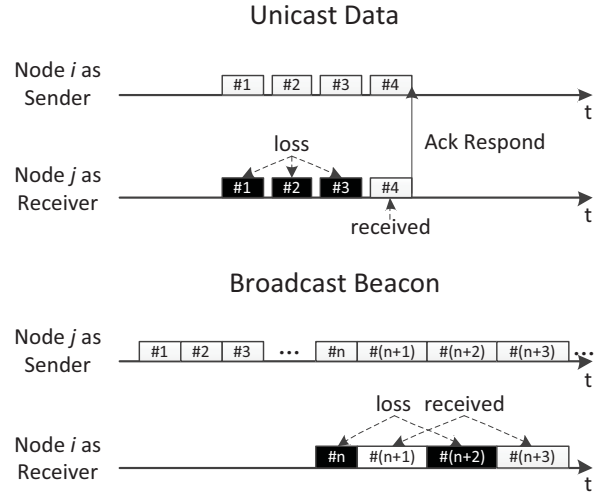 Unicast Data
Node i as
Sender
#1 #2 #3 #4
t
loss
Ack Respond
Node j as
Receiver
#1 #2 #3 #4
t
received
Broadcast Beacon
Node j as
Sender
#1 #2 #3 ... #n #(n+1) #(n+2) #(n+3) ...
t
loss received
Node i as
Receiver
#n #(n+1) #(n+2) #(n+3)
t